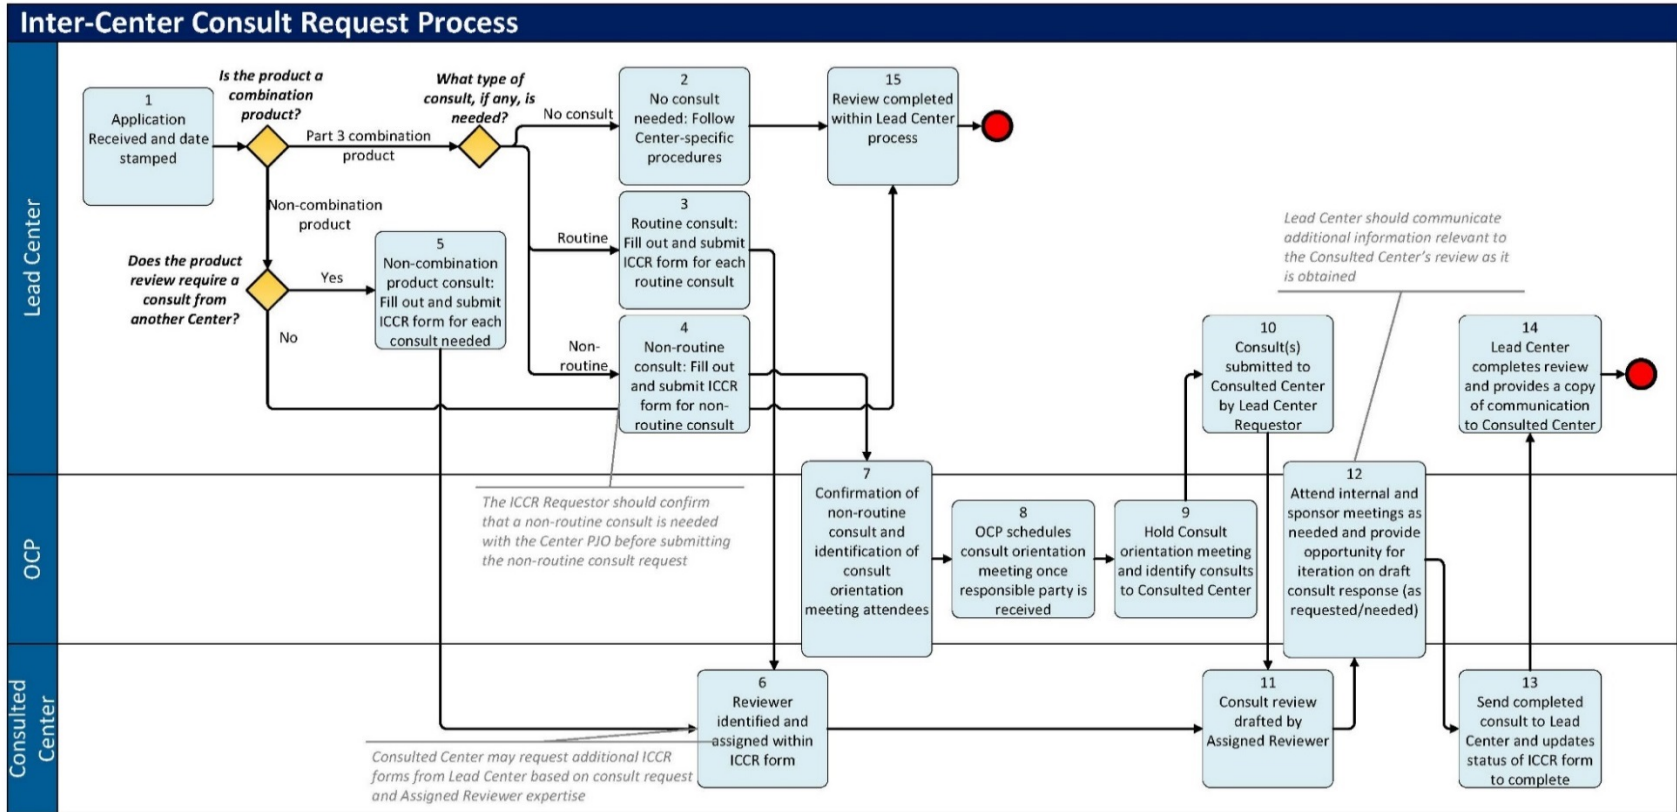 Inter-Center Consult Request Process
Lead Center
OCP
Consulted
Center
1
Application
Received and date
stamped
Is the product a
combination
product?
Part 3 combination
product
What type of
consult, if any, is
needed?
No consult
2
No consult
needed: Follow
Center-specific
procedures
15
Review completed
within Lead Center
process
Non-combination
product
Routine
3
Routine consult:
Fill out and submit
ICCR form for each
routine consult
Does the product
review require a
consult from
another Center?
Yes
No
5
Non-combination
product consult:
Fill out and submit
ICCR form for each
consult needed
Non-
routine
4
Non-routine
consult: Fill out
and submit ICCR
form for non-
routine consult
Lead Center should communicate
additional information relevant to
the Consulted Center's review as it
is obtained
10
Consult(s)
submitted to
Consulted Center
by Lead Center
Requestor
14
Lead Center
completes review
and provides a copy
of communication
to Consulted Center
The ICCR Requestor should confirm
that a non-routine consult is needed
with the Center PJO before submitting
the non-routine consult request
7
Confirmation of
non-routine
consult and
identification of
consult
orientation
meeting attendees
8
OCP schedules
consult orientation
meeting once
responsible party is
received
9
Hold Consult
orientation meeting
and identify consults
to Consulted Center
12
Attend internal and
sponsor meetings as
needed and provide
opportunity for
iteration on draft
consult response (as
requested/needed)
6
Reviewer
identified and
assigned within
ICCR form
Consulted Center may request additional ICCR
forms from Lead Center based on consult request
and Assigned Reviewer expertise
11
Consult review
drafted by
Assigned Reviewer
13
Send completed
consult to Lead
Center and updates
status of ICCR form
to complete